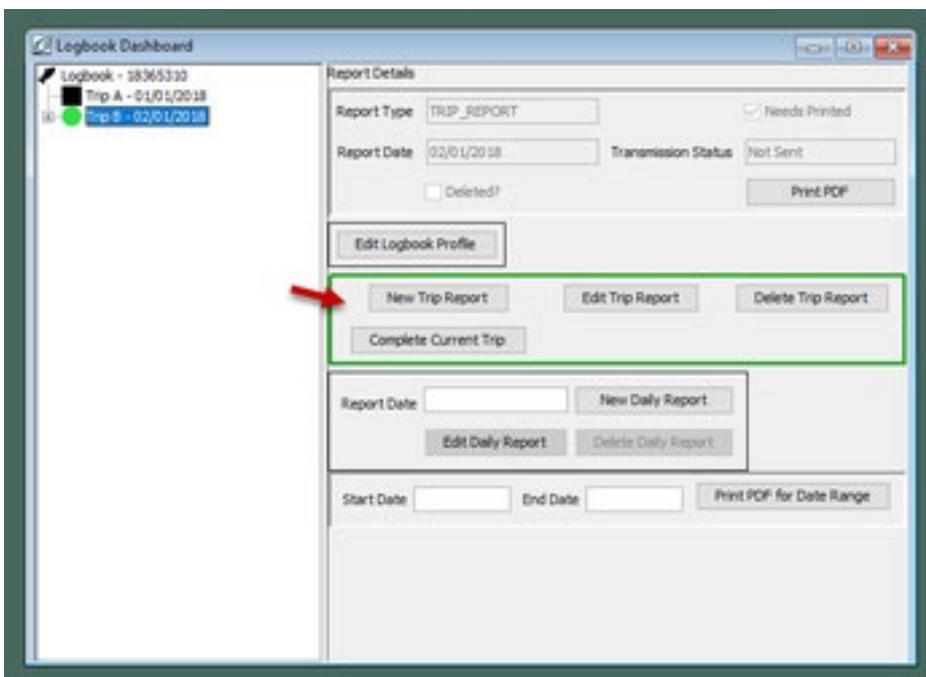 Logbook Dashboard
Logbook - 18365310
Trip A - 01/01/2018
Trip B - 02/01/2018
Report Details
Report Type TRIP_REPORT Needs Printed
Report Date 02/01/2018 Transmission Status Not Sent
Deleted? Print PDF
Edit Logbook Profile
New Trip Report Edit Trip Report Delete Trip Report
Complete Current Trip
Report Date New Daily Report
Edit Daily Report Delete Daily Report
Start Date End Date Print PDF for Date Range